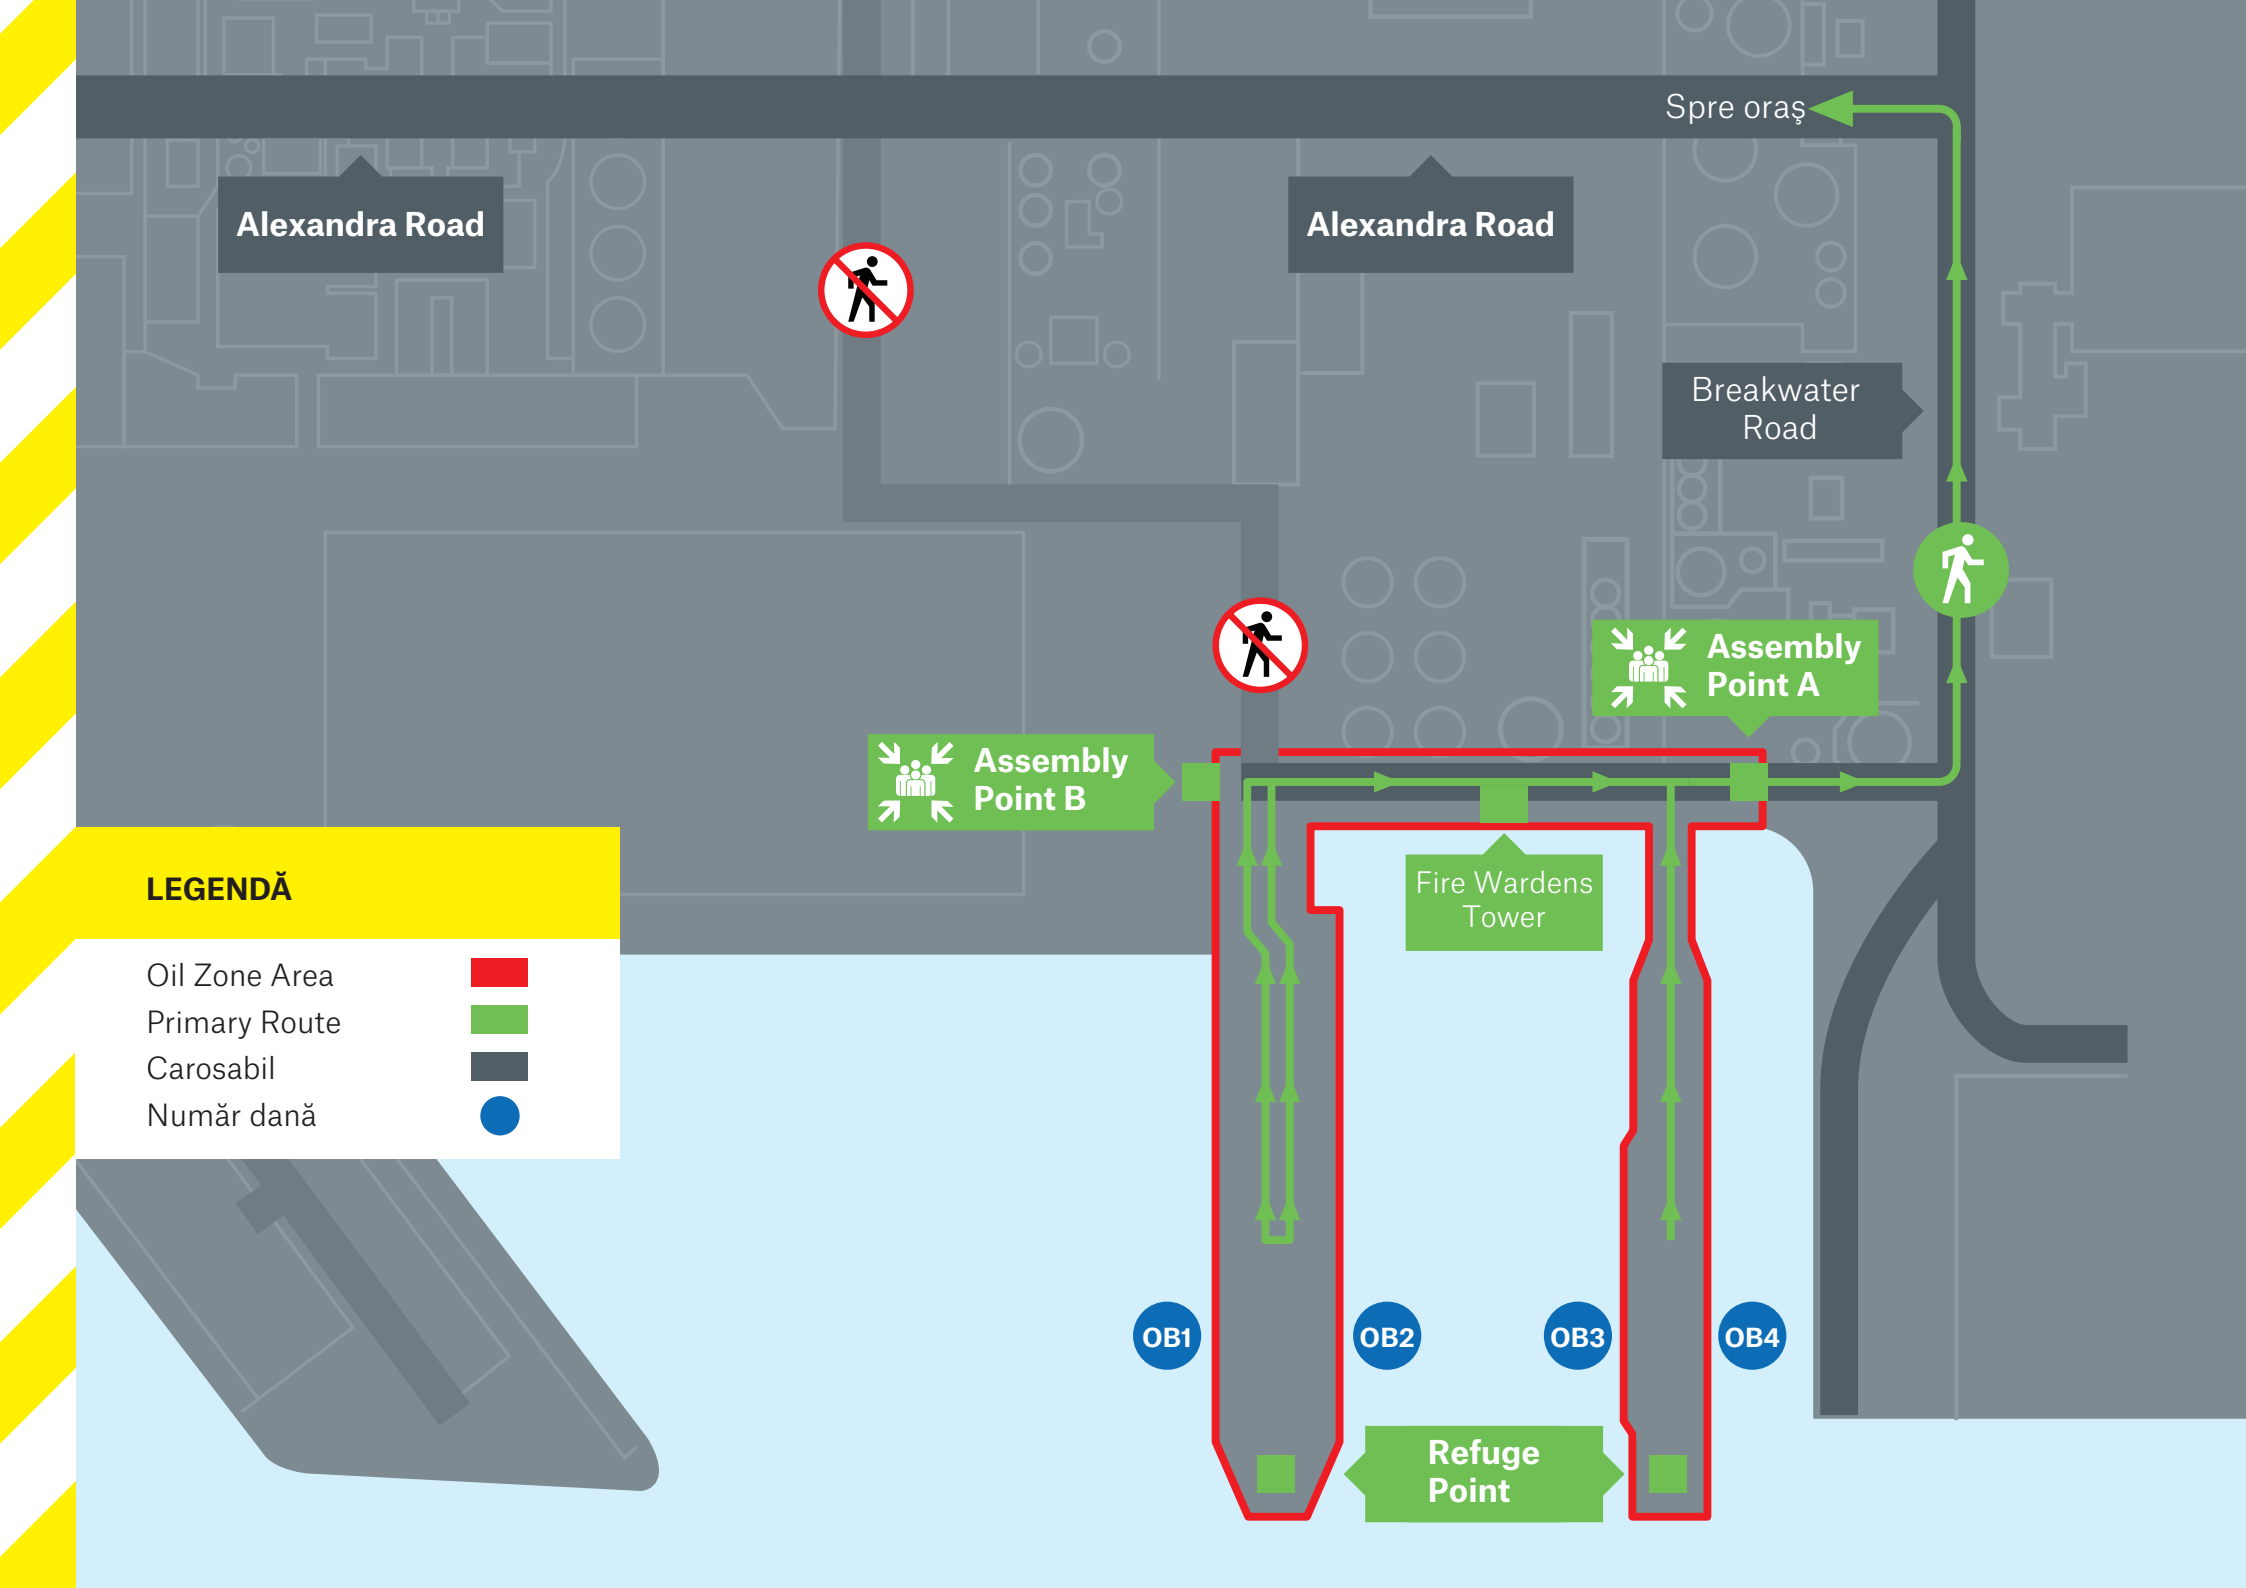 Spre oraş
Alexandra Road
Alexandra Road
Breakwater
Road
Assembly
Point A
Assembly
Point B
Fire Wardens
Tower
LEGENDĂ
Oil Zone Area
Primary Route
Carosabil
Număr dană
OB1
OB2
OB3
OB4
Refuge
Point